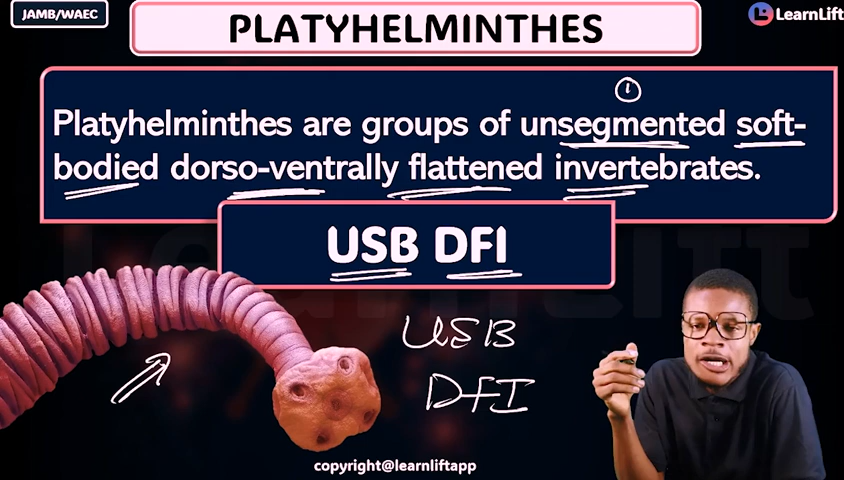 JAMB/WAEC
PLATYHELMINTHES
LearnLift
1
Platyhelminthes are groups of unsegmented soft-
bodied dorso-ventrally flattened invertebrates.
USB DFI
USB
DFI
copyright@learnliftapp